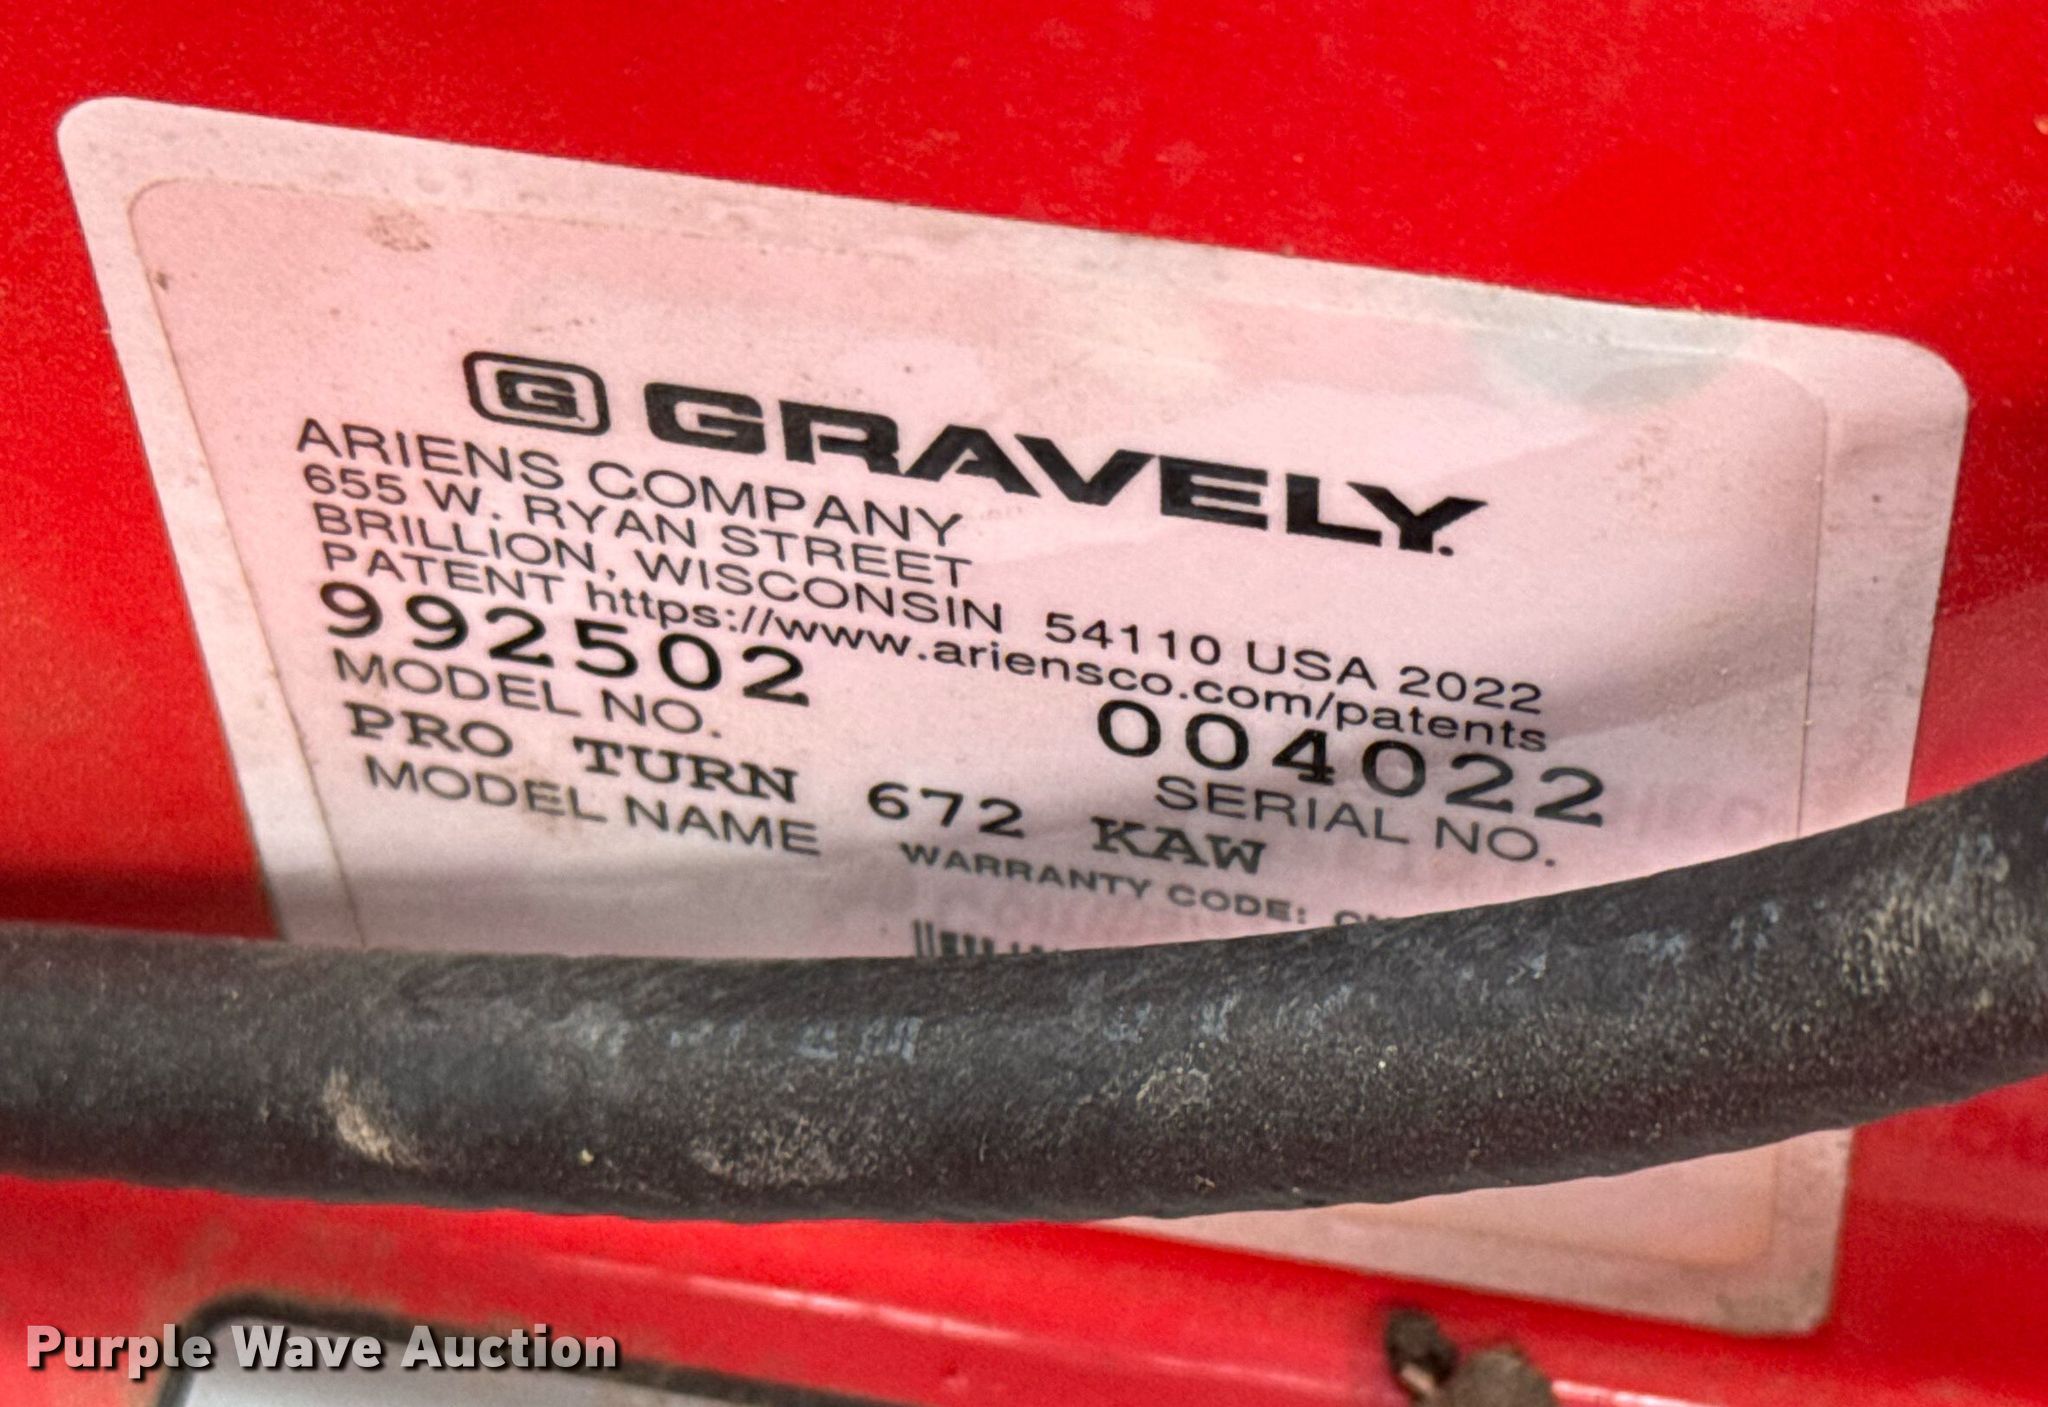 G GRAVELY
ARIENS COMPANY
655 W. RYAN STREET
BRILLION, WISCONSIN 54110 USA 2022
PATENT https://www.ariensco.com/patents
992502 004022
MODEL NO. SERIAL NO.
PRO TURN 672 KAW
MODEL NAME
WARRANTY CODE:
Purple Wave Auction